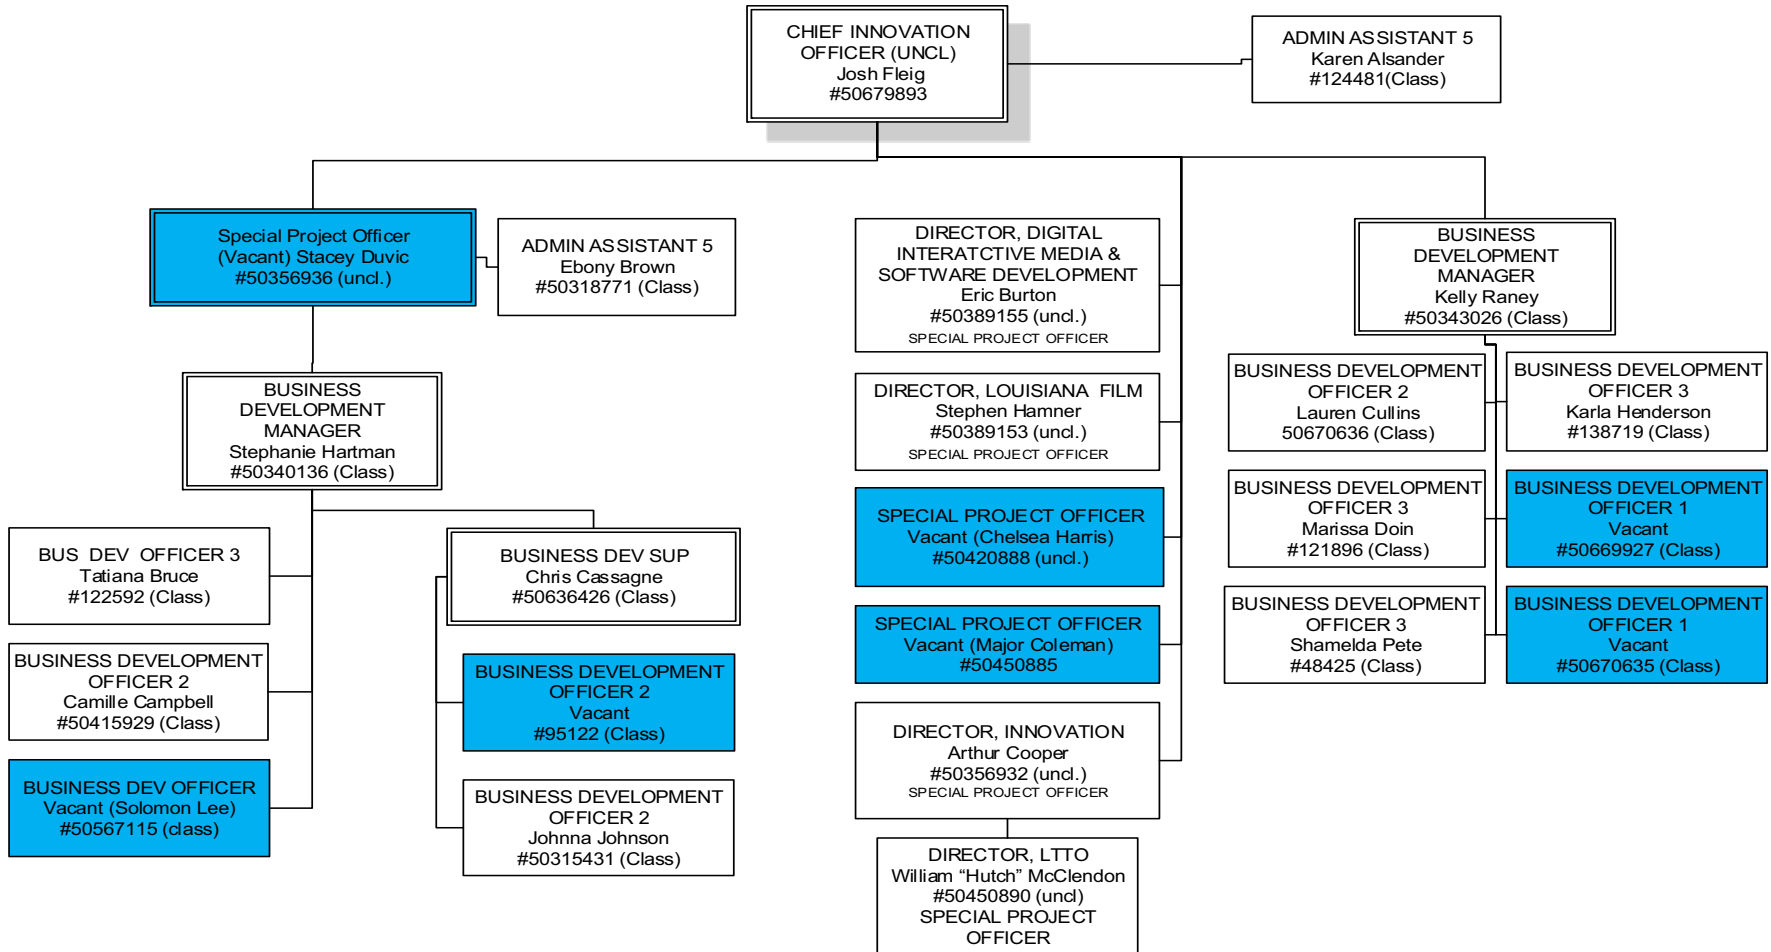 CHIEF INNOVATION
OFFICER (UNCL)
Josh Fleig
#50679893
ADMIN ASSISTANT 5
Karen Alsander
#124481(Class)
Special Project Officer
(Vacant) Stacey Duvic
#50356936 (uncl.)
ADMIN ASSISTANT 5
Ebony Brown
#50318771 (Class)
BUSINESS
DEVELOPMENT
MANAGER
Stephanie Hartman
#50340136 (Class)
BUS DEV OFFICER 3
Tatiana Bruce
#122592 (Class)
BUSINESS DEVELOPMENT
OFFICER 2
Camille Campbell
#50415929 (Class)
BUSINESS DEV OFFICER
Vacant (Solomon Lee)
#50567115 (class)
BUSINESS DEV SUP
Chris Cassagne
#50636426 (Class)
BUSINESS DEVELOPMENT
OFFICER 2
Vacant
#95122 (Class)
BUSINESS DEVELOPMENT
OFFICER 2
Johnna Johnson
#50315431 (Class)
DIRECTOR, DIGITAL
INTERATCTIVE MEDIA &
SOFTWARE DEVELOPMENT
Eric Burton
#50389155 (uncl.)
SPECIAL PROJECT OFFICER
DIRECTOR, LOUISIANA FILM
Stephen Hamner
#50389153 (uncl.)
SPECIAL PROJECT OFFICER
SPECIAL PROJECT OFFICER
Vacant (Chelsea Harris)
#50420888 (uncl.)
SPECIAL PROJECT OFFICER
Vacant (Major Coleman)
#50450885
DIRECTOR, INNOVATION
Arthur Cooper
#50356932 (uncl.)
SPECIAL PROJECT OFFICER
DIRECTOR, LTTO
William “Hutch” McClendon
#50450890 (uncl)
SPECIAL PROJECT
OFFICER
BUSINESS
DEVELOPMENT
MANAGER
Kelly Raney
#50343026 (Class)
BUSINESS DEVELOPMENT
OFFICER 2
Lauren Cullins
50670636 (Class)
BUSINESS DEVELOPMENT
OFFICER 3
Karla Henderson
#138719 (Class)
BUSINESS DEVELOPMENT
OFFICER 3
Marissa Doin
#121896 (Class)
BUSINESS DEVELOPMENT
OFFICER 1
Vacant
#50669927 (Class)
BUSINESS DEVELOPMENT
OFFICER 3
Shamelda Pete
#48425 (Class)
BUSINESS DEVELOPMENT
OFFICER 1
Vacant
#50670635 (Class)